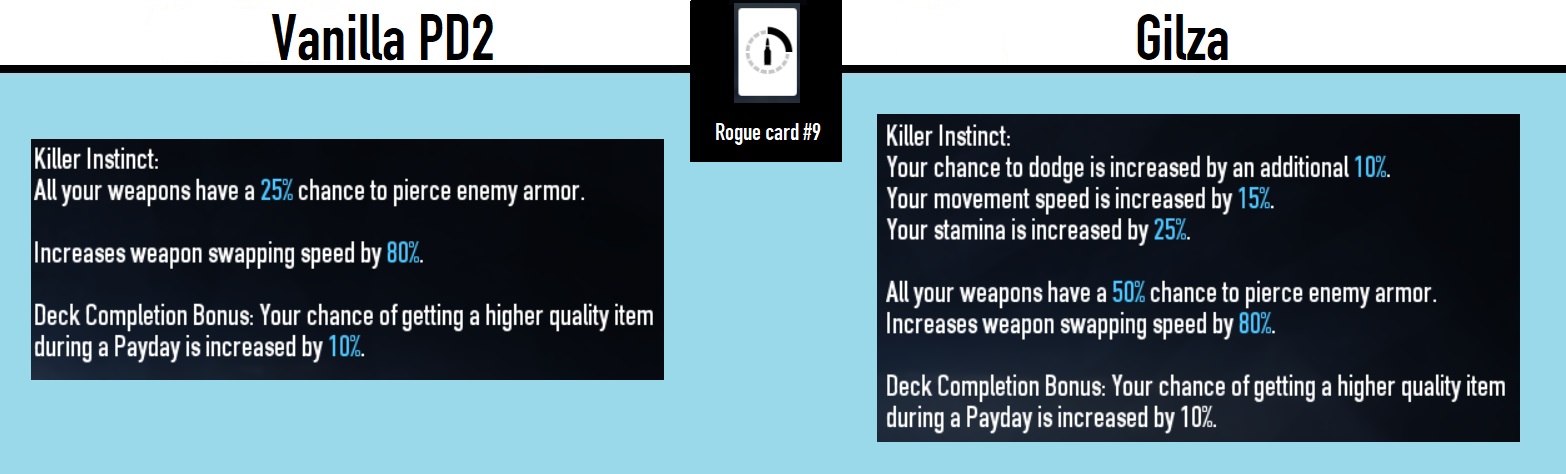 Vanilla PD2
Gilza
Rogue card #9
Killer Instinct:
All your weapons have a 25% chance to pierce enemy armor.
Increases weapon swapping speed by 80%.
Deck Completion Bonus: Your chance of getting a higher quality item
during a Payday is increased by 10%.
Killer Instinct:
Your chance to dodge is increased by an additional 10%.
Your movement speed is increased by 15%.
Your stamina is increased by 25%.
All your weapons have a 50% chance to pierce enemy armor.
Increases weapon swapping speed by 80%.
Deck Completion Bonus: Your chance of getting a higher quality item
during a Payday is increased by 10%.